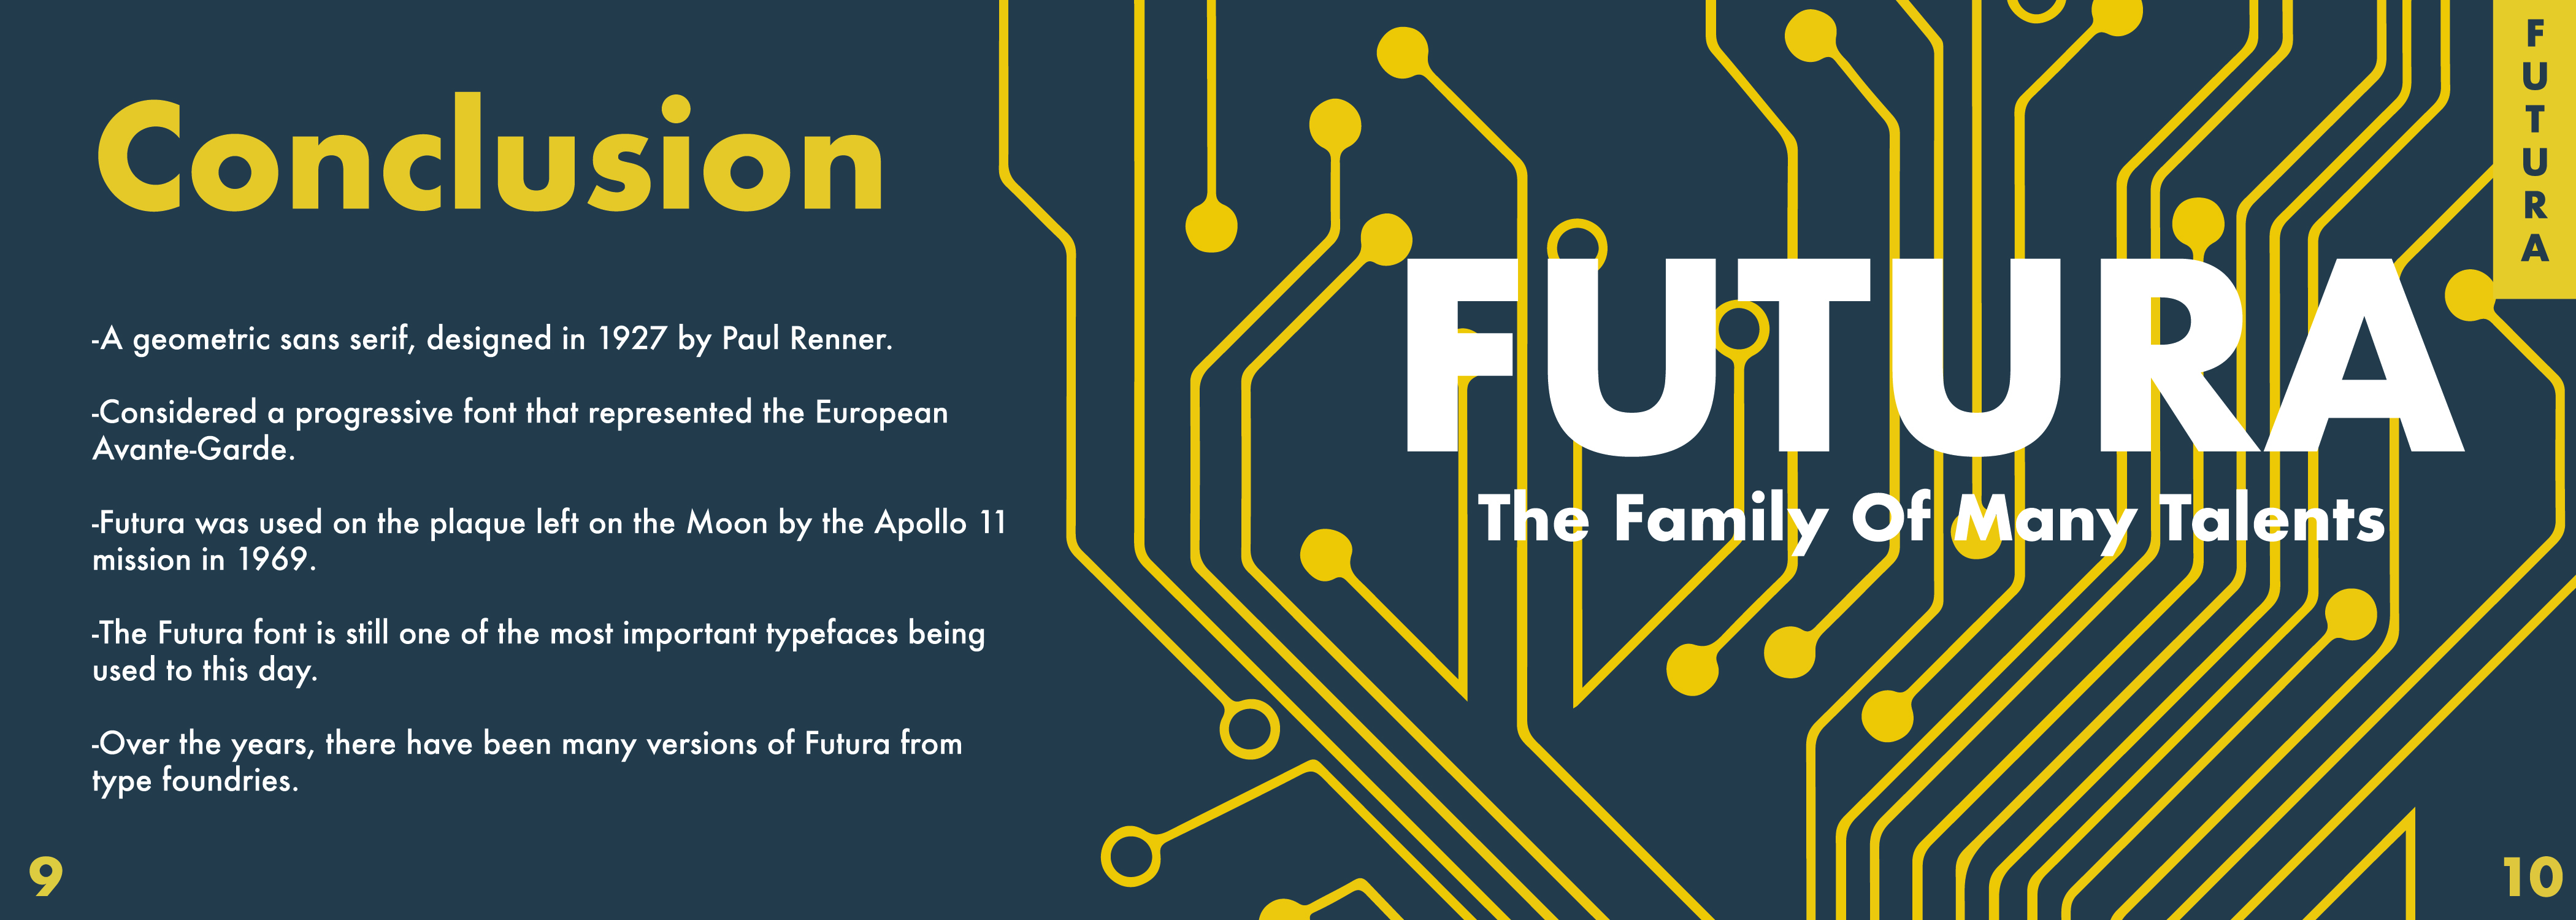 Conclusion
-A geometric sans serif, designed in 1927 by Paul Renner.
-Considered a progressive font that represented the European
Avante-Garde.
-Futura was used on the plaque left on the Moon by the Apollo 11
mission in 1969.
-The Futura font is still one of the most important typefaces being
used to this day.
-Over the years, there have been many versions of Futura from
type foundries.
9
FUTURA
The Family Of Many Talents
F
U
T
U
R
A
10